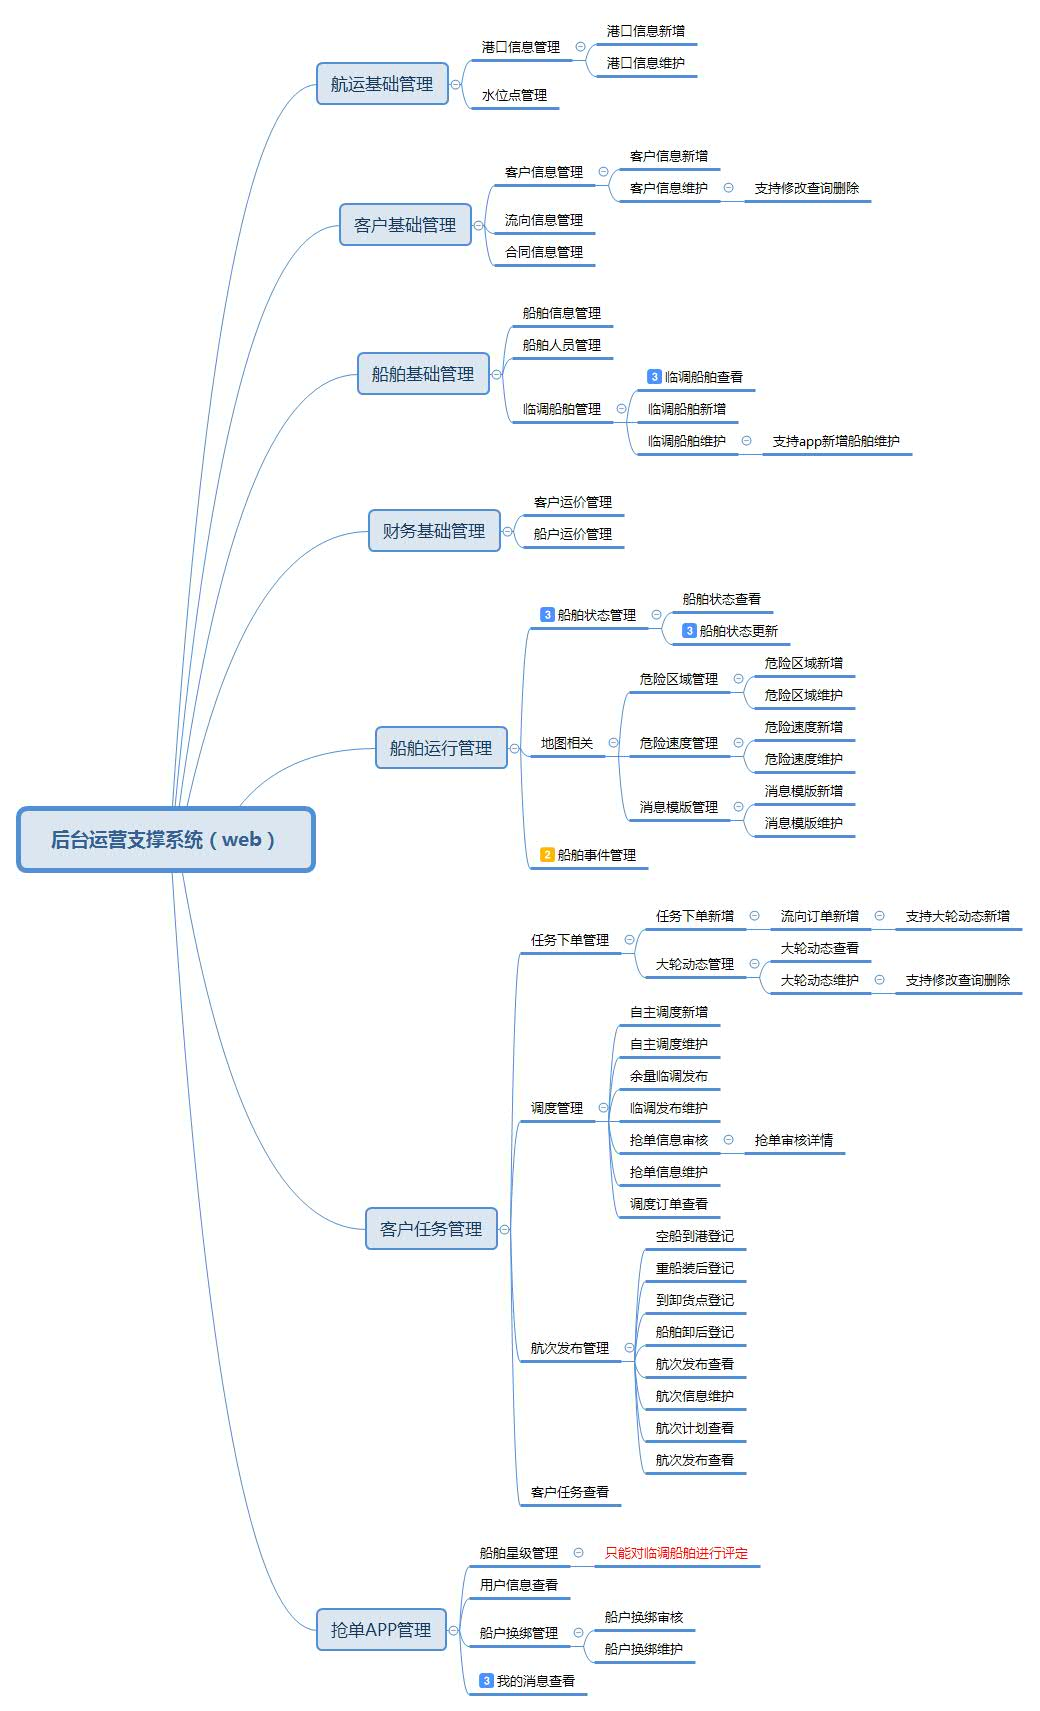 后台运营支撑系统（web）
航运基础管理
港口信息管理
港口信息新增
港口信息维护
水位点管理
客户基础管理
客户信息管理
客户信息新增
客户信息维护
支持修改查询删除
流向信息管理
合同信息管理
船舶基础管理
船舶信息管理
船舶人员管理
临调船舶管理
3 临调船舶查看
临调船舶新增
临调船舶维护
支持app新增船舶维护
财务基础管理
客户运价管理
船户运价管理
船舶运行管理
3 船舶状态管理
船舶状态查看
3 船舶状态更新
地图相关
危险区域管理
危险区域新增
危险区域维护
危险速度管理
危险速度新增
危险速度维护
消息模版管理
消息模版新增
消息模版维护
2 船舶事件管理
客户任务管理
任务下单管理
任务下单新增
流向订单新增
支持大轮动态新增
大轮动态管理
大轮动态查看
大轮动态维护
支持修改查询删除
调度管理
自主调度新增
自主调度维护
余量临调发布
临调发布维护
抢单信息审核
抢单审核详情
抢单信息维护
调度订单查看
航次发布管理
空船到港登记
重船装后登记
到卸货点登记
船舶卸后登记
航次发布查看
航次信息维护
航次计划查看
航次发布查看
客户任务查看
抢单APP管理
船舶星级管理
只能对临调船舶进行评定
用户信息查看
船户换绑管理
船户换绑审核
船户换绑维护
3 我的消息查看